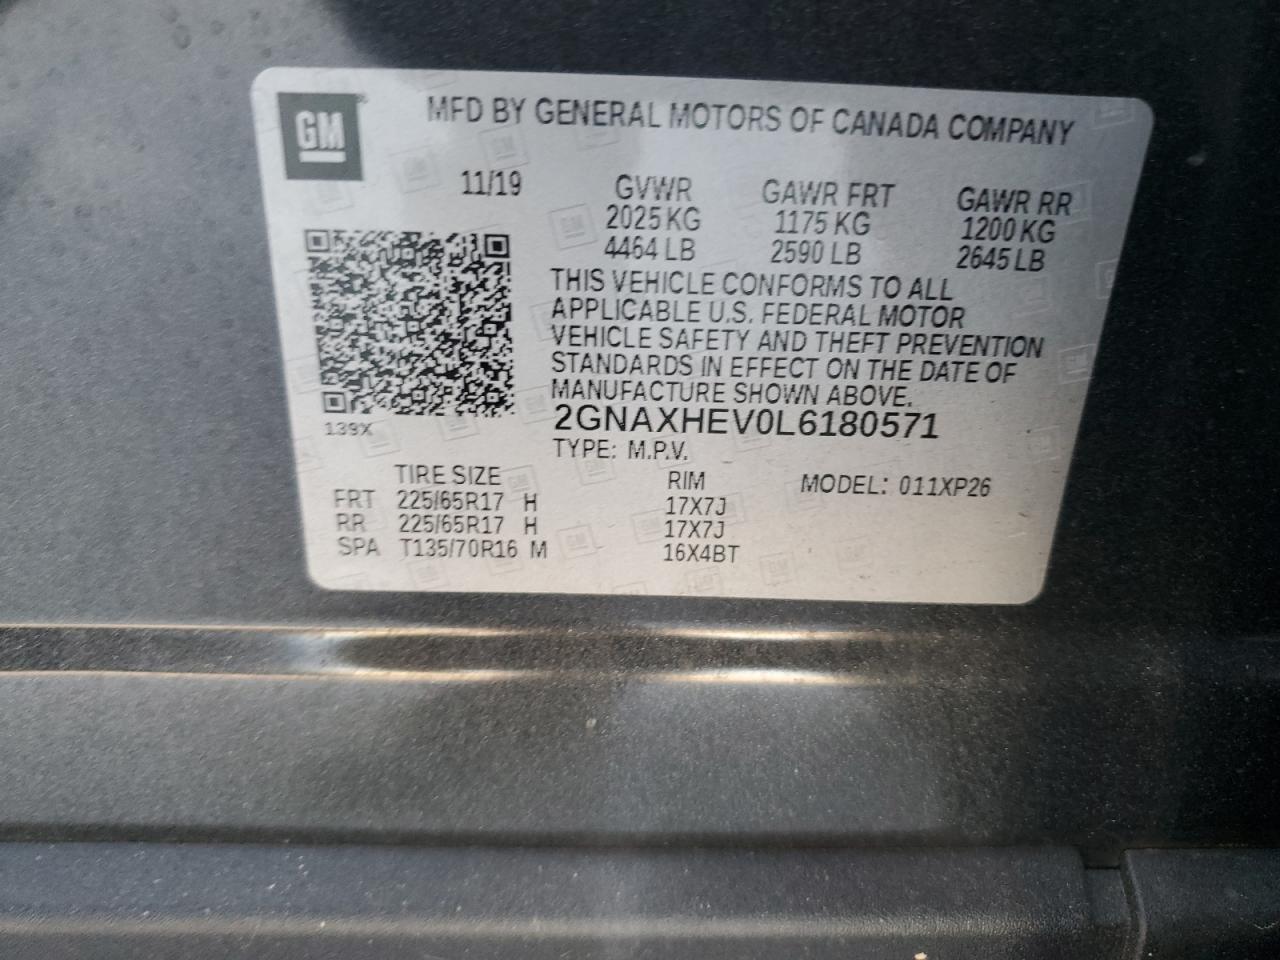 GM
MFD BY GENERAL MOTORS OF CANADA COMPANY
11/19 GVWR GAWR FRT GAWR RR
2025 KG 1175 KG 1200 KG
4464 LB 2590 LB 2645 LB
THIS VEHICLE CONFORMS TO ALL
APPLICABLE U.S. FEDERAL MOTOR
VEHICLE SAFETY AND THEFT PREVENTION
STANDARDS IN EFFECT ON THE DATE OF
MANUFACTURE SHOWN ABOVE.
139X
2GNAXHEV0L6180571
TYPE: M.P.V.
TIRE SIZE RIM MODEL: 011XP26
FRT 225/65R17 H 17X7J
RR 225/65R17 H 17X7J
SPA T135/70R16 M 16X4BT